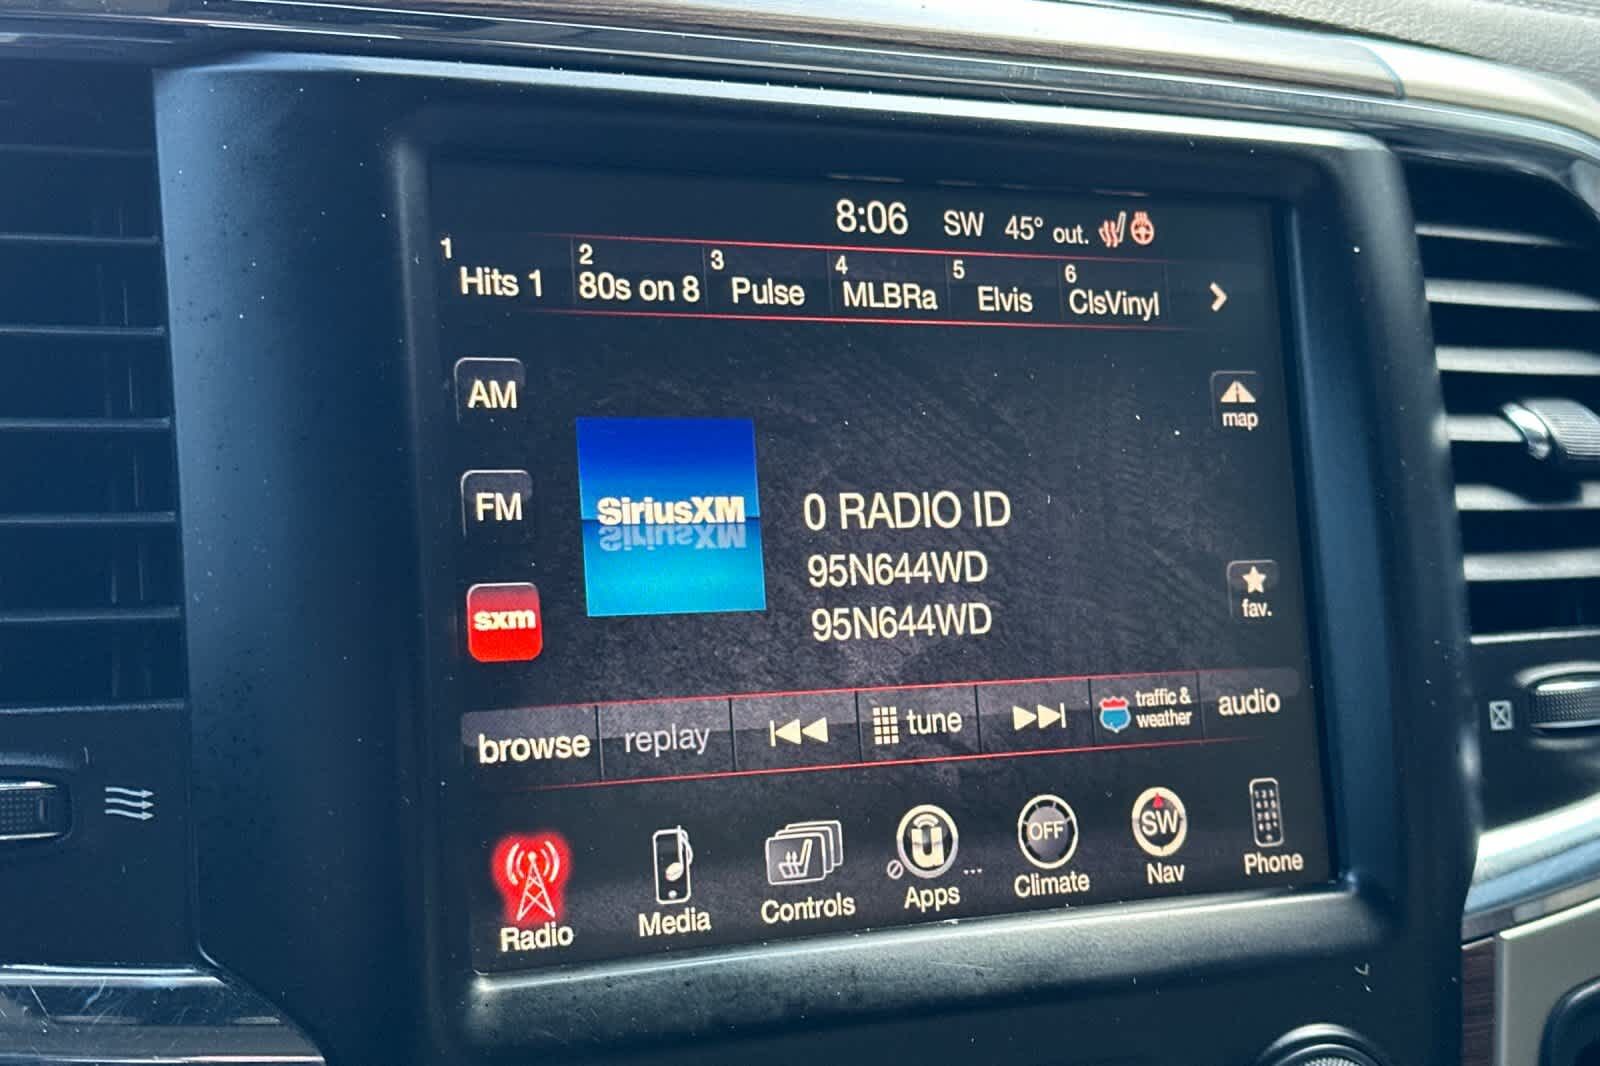 8:06 SW 45° out.
1 Hits 1
2 80s on 8
3 Pulse
4 MLBRa
5 Elvis
6 ClsVinyl
AM
map
FM
SiriusXM
0 RADIO ID
95N644WD
95N644WD
fav.
sxm
browse
replay
tune
traffic &
weather
audio
Radio
Media
Controls
u
Apps
...
OFF
Climate
SW
Nav
Phone